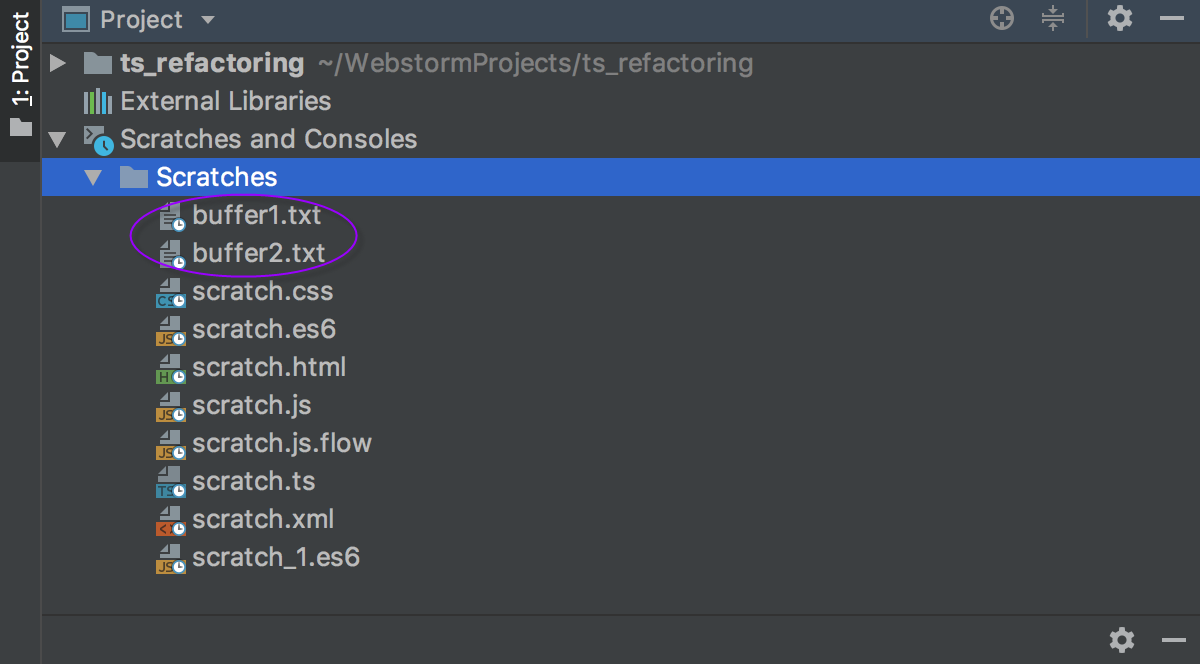 Project
1: Project
ts_refactoring ~/WebstormProjects/ts_refactoring
External Libraries
Scratches and Consoles
Scratches
buffer1.txt
buffer2.txt
scratch.css
scratch.es6
scratch.html
scratch.js
scratch.js.flow
scratch.ts
scratch.xml
scratch_1.es6